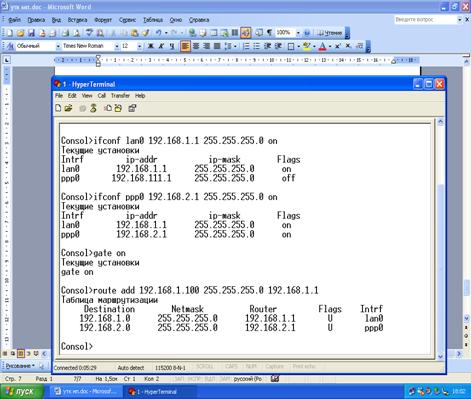 утк мп.doc - Microsoft Word
Файл Правка Вид Вставка Формат Сервис Таблица Окно Справка
Введите вопрос
100%
Чтение
Обычный Times New Roman 12
1 - HyperTerminal
File Edit View Call Transfer Help
Consol>ifconf lan0 192.168.1.1 255.255.255.0 on
Текущие установки
Intrf ip-addr ip-mask Flags
lan0 192.168.1.1 255.255.255.0 on
ppp0 192.168.111.1 255.255.255.0 off
Consol>ifconf ppp0 192.168.2.1 255.255.255.0 on
Текущие установки
Intrf ip-addr ip-mask Flags
lan0 192.168.1.1 255.255.255.0 on
ppp0 192.168.2.1 255.255.255.0 on
Consol>gate on
Текущие установки
gate on
Consol>route add 192.168.1.100 255.255.255.0 192.168.1.1
Таблица маршрутизации
Destination Netmask Router Flags Intrf
192.168.1.0 255.255.255.0 192.168.1.1 U lan0
192.168.2.0 255.255.255.0 192.168.2.1 U ppp0
Consol>
Connected 0:05:29 Auto detect 115200 8-N-1 SCROLL CAPS NUM Capture Print echo
Рисование
Стр. 7 Разд 1 7/7 На 1,5см Ст 1 Кол 2 ЗАП ИСПР ВДЛ ЗАМ русский (Ро
пуск
утк мп.doc - Microsof...
1 - HyperTerminal
18:02